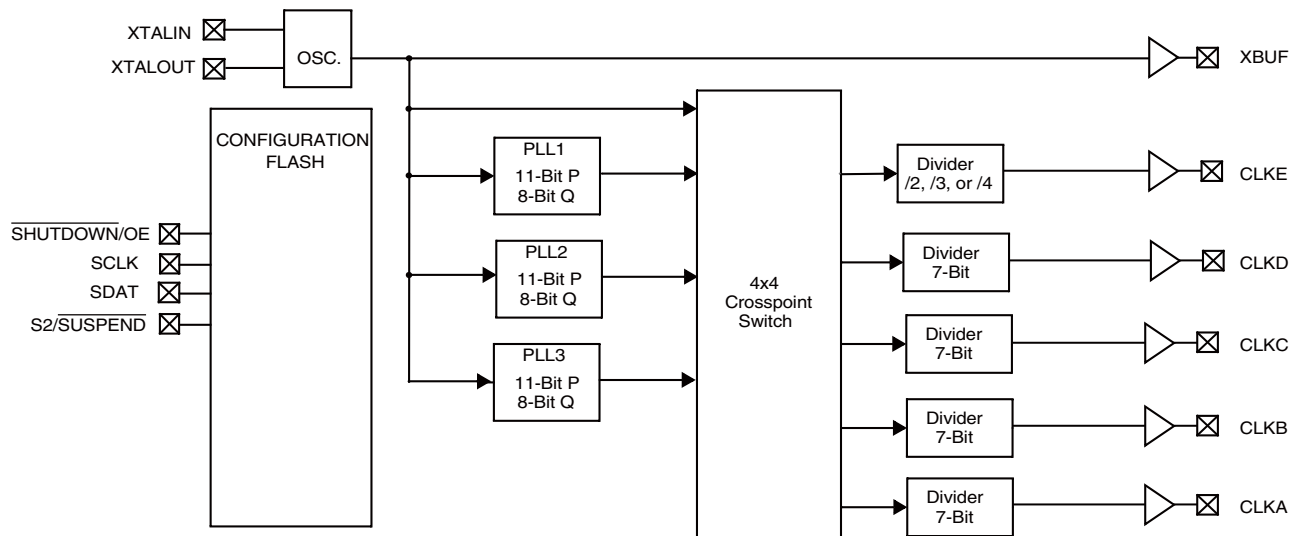 XTALIN
XTALOUT
OSC.
XBUF
CONFIGURATION
FLASH
SHUTDOWN/OE
SCLK
SDAT
S2/SUSPEND
PLL1
11-Bit P
8-Bit Q
PLL2
11-Bit P
8-Bit Q
PLL3
11-Bit P
8-Bit Q
4x4
Crosspoint
Switch
Divider
/2, /3, or /4
CLKE
Divider
7-Bit
CLKD
Divider
7-Bit
CLKC
Divider
7-Bit
CLKB
Divider
7-Bit
CLKA